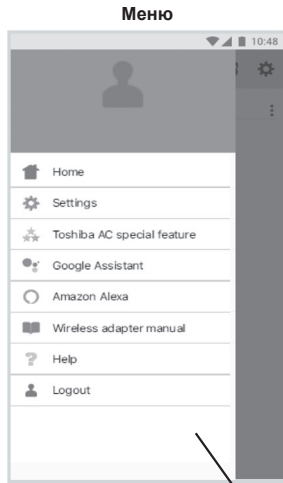 Меню
10:48
Home
Settings
Toshiba AC special feature
Google Assistant
Amazon Alexa
Wireless adapter manual
Help
Logout